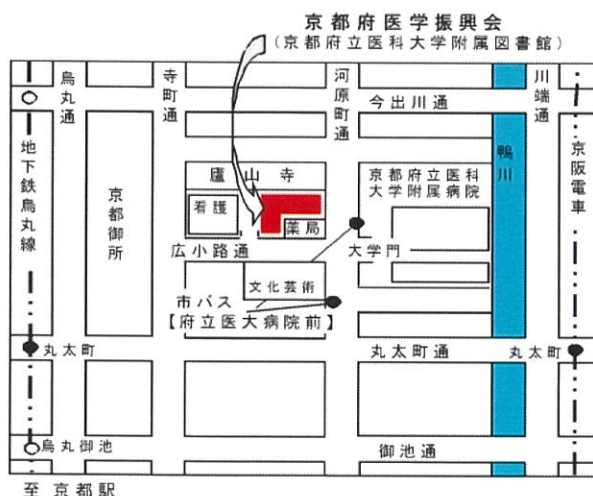 京都府医学振興会
(京都府立医科大学附属図書館)
烏丸通
寺町通
河原町通
川端通
今出川通
地下鉄烏丸線
京都御所
廬山寺
看護
薬局
京都府立医科
大学附属病院
鴨川
京阪電車
広小路通
大学門
文化芸術
市バス
【府立医大病院前】
丸太町
丸太町通
丸太町
烏丸御池
御池通
至 京都駅